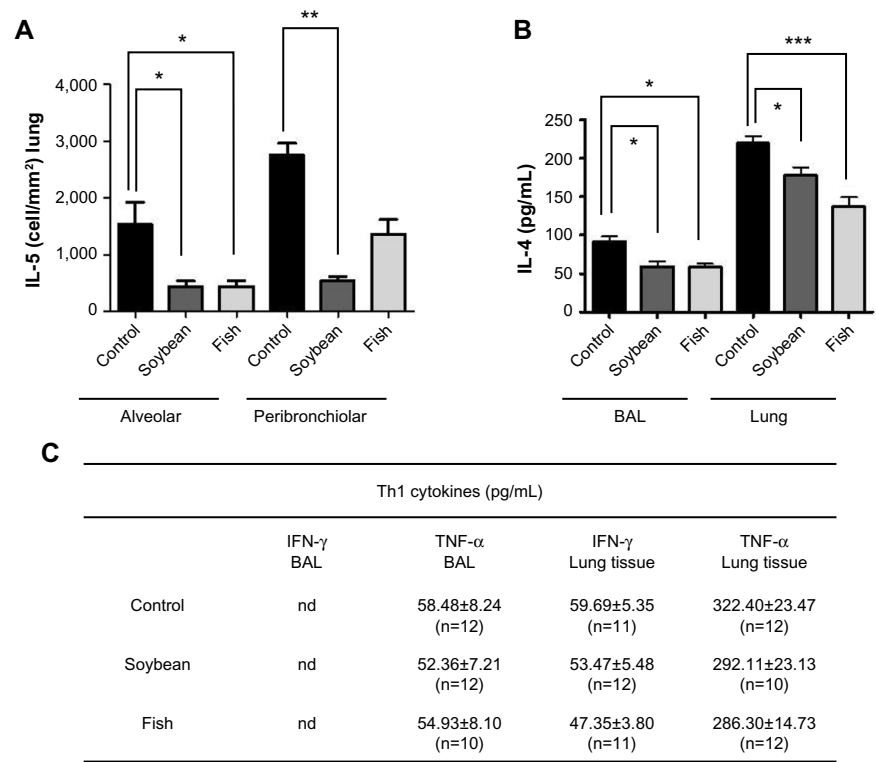 A
IL-5 (cell/mm²) lung
4,000
3,000
2,000
1,000
0
*
*
**
Control
Soybean
Fish
Control
Soybean
Fish
Alveolar
Peribronchiolar
B
IL-4 (pg/mL)
250
200
150
100
50
0
*
*
***
*
Control
Soybean
Fish
Control
Soybean
Fish
BAL
Lung
C
Th1 cytokines (pg/mL)
IFN-γ TNF-α IFN-γ TNF-α
BAL BAL Lung tissue Lung tissue
Control nd 58.48±8.24 59.69±5.35 322.40±23.47
(n=12) (n=11) (n=12)
Soybean nd 52.36±7.21 53.47±5.48 292.11±23.13
(n=12) (n=12) (n=10)
Fish nd 54.93±8.10 47.35±3.80 286.30±14.73
(n=10) (n=11) (n=12)